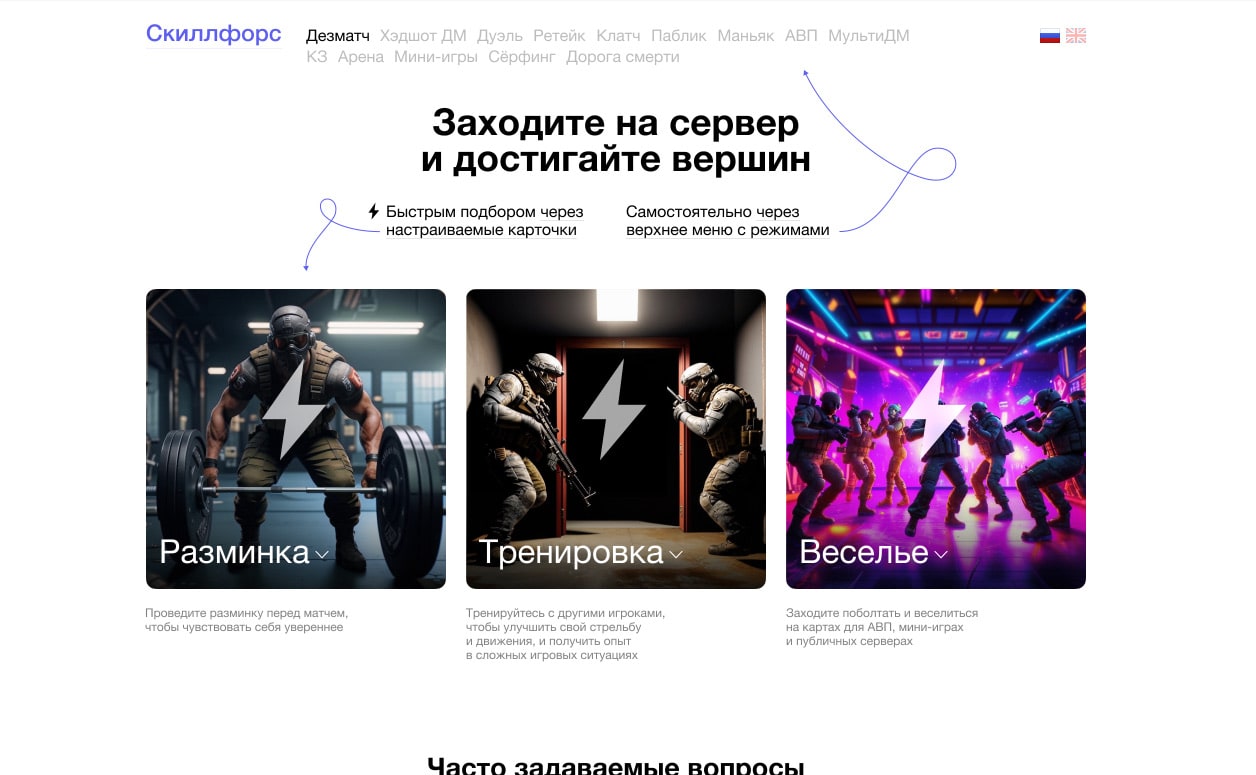 Скиллфорс
Дезматч Хэдшот ДМ Дуэль Ретейк Клатч Паблик Маньяк АВП МультиДМ
КЗ Арена Мини-игры Сёрфинг Дорога смерти
Заходите на сервер
и достигайте вершин
Быстрым подбором через
настраиваемые карточки
Самостоятельно через
верхнее меню с режимами
Разминка
Тренировка
Веселье
Проведите разминку перед матчем,
чтобы чувствовать себя увереннее
Тренируйтесь с другими игроками,
чтобы улучшить свой стрельбу
и движения, и получить опыт
в сложных игровых ситуациях
Заходите поболтать и веселиться
на картах для АВП, мини-играх
и публичных серверах
Часто задаваемые вопросы